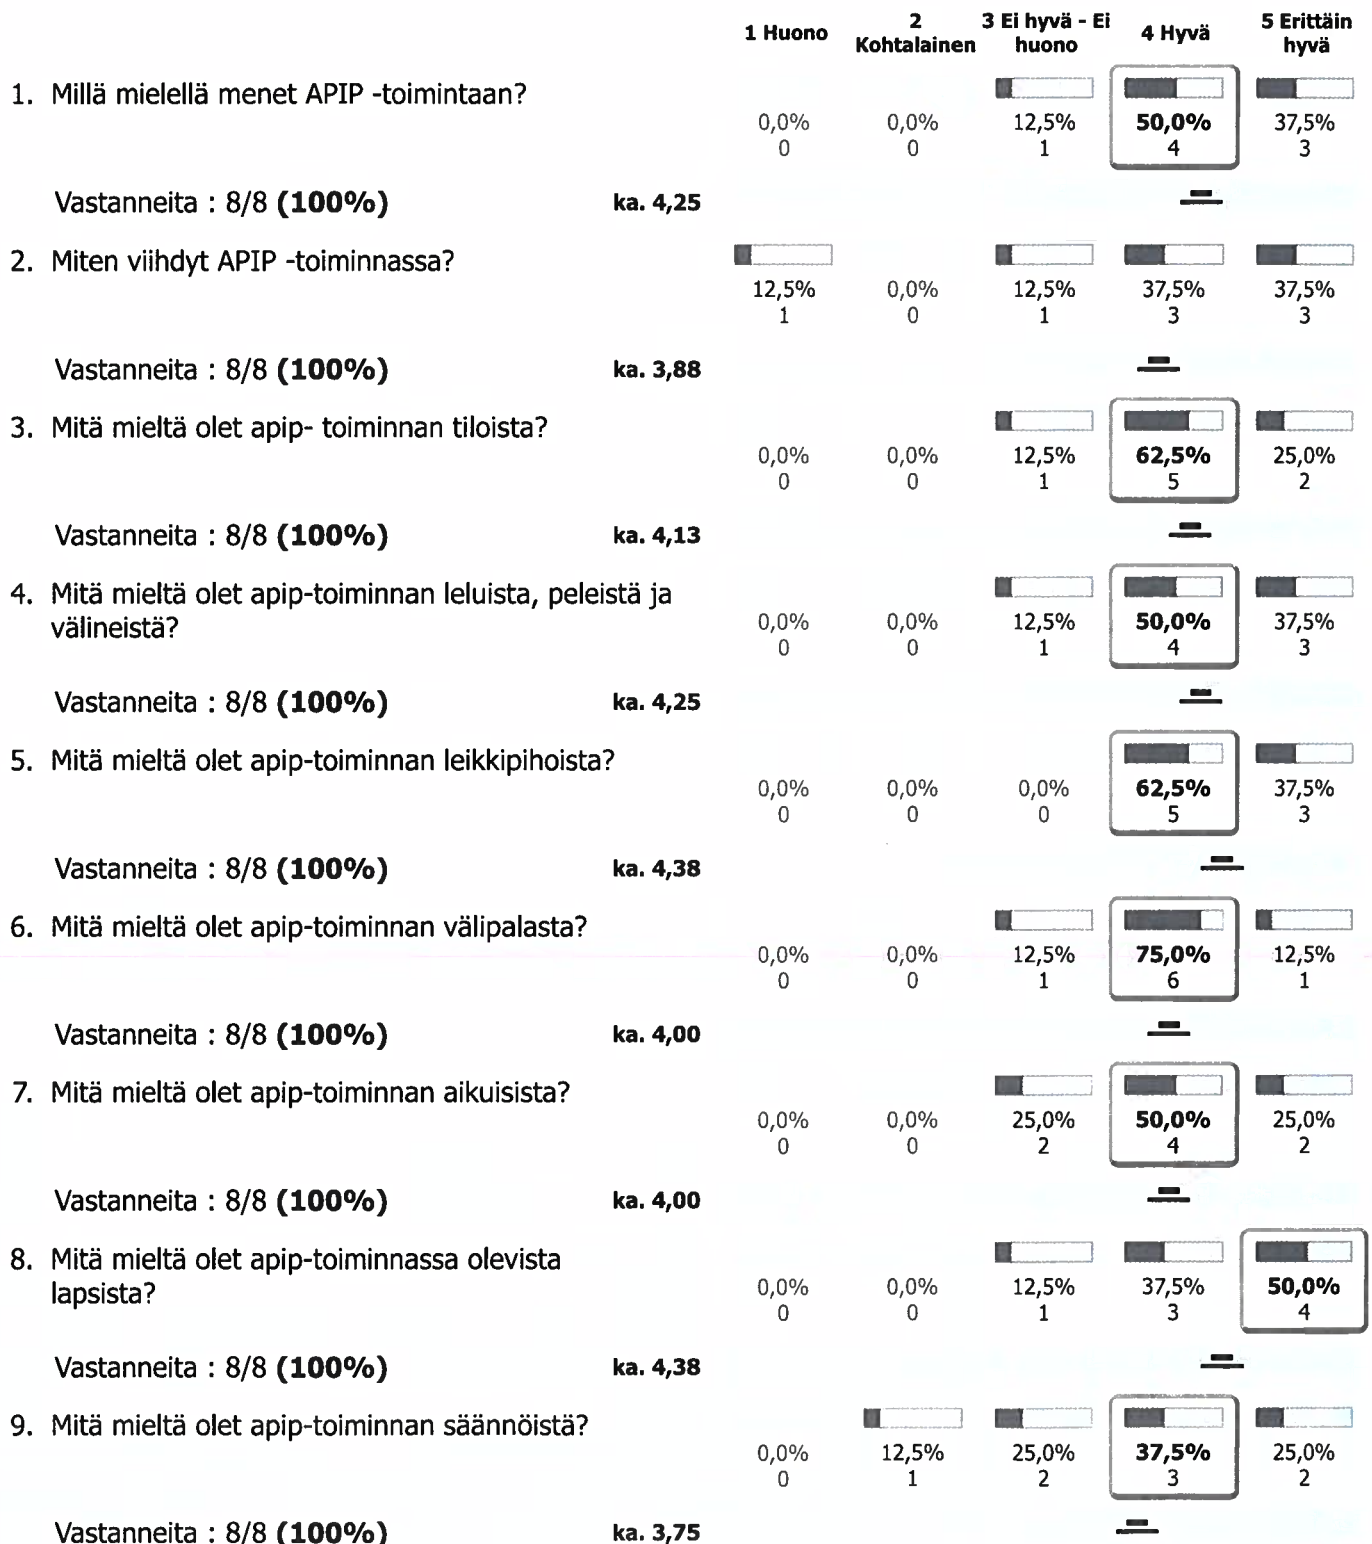 1 Huono
2 Kohtalainen
3 Ei hyvä - Ei huono
4 Hyvä
5 Erittäin hyvä
1. Millä mielellä menet APIP -toimintaan?
0,0% 0,0% 12,5% 50,0% 37,5%
0 0 1 4 3
Vastanneita : 8/8 (100%) ka. 4,25
2. Miten viihdyt APIP -toiminnassa?
12,5% 0,0% 12,5% 37,5% 37,5%
1 0 1 3 3
Vastanneita : 8/8 (100%) ka. 3,88
3. Mitä mieltä olet apip- toiminnan tiloista?
0,0% 0,0% 12,5% 62,5% 25,0%
0 0 1 5 2
Vastanneita : 8/8 (100%) ka. 4,13
4. Mitä mieltä olet apip-toiminnan leluista, peleistä ja
välineistä?
0,0% 0,0% 12,5% 50,0% 37,5%
0 0 1 4 3
Vastanneita : 8/8 (100%) ka. 4,25
5. Mitä mieltä olet apip-toiminnan leikkipihoista?
0,0% 0,0% 0,0% 62,5% 37,5%
0 0 0 5 3
Vastanneita : 8/8 (100%) ka. 4,38
6. Mitä mieltä olet apip-toiminnan välipalasta?
0,0% 0,0% 12,5% 75,0% 12,5%
0 0 1 6 1
Vastanneita : 8/8 (100%) ka. 4,00
7. Mitä mieltä olet apip-toiminnan aikuisista?
0,0% 0,0% 25,0% 50,0% 25,0%
0 0 2 4 2
Vastanneita : 8/8 (100%) ka. 4,00
8. Mitä mieltä olet apip-toiminnassa olevista
lapsista?
0,0% 0,0% 12,5% 37,5% 50,0%
0 0 1 3 4
Vastanneita : 8/8 (100%) ka. 4,38
9. Mitä mieltä olet apip-toiminnan säännöistä?
0,0% 12,5% 25,0% 37,5% 25,0%
0 1 2 3 2
Vastanneita : 8/8 (100%) ka. 3,75